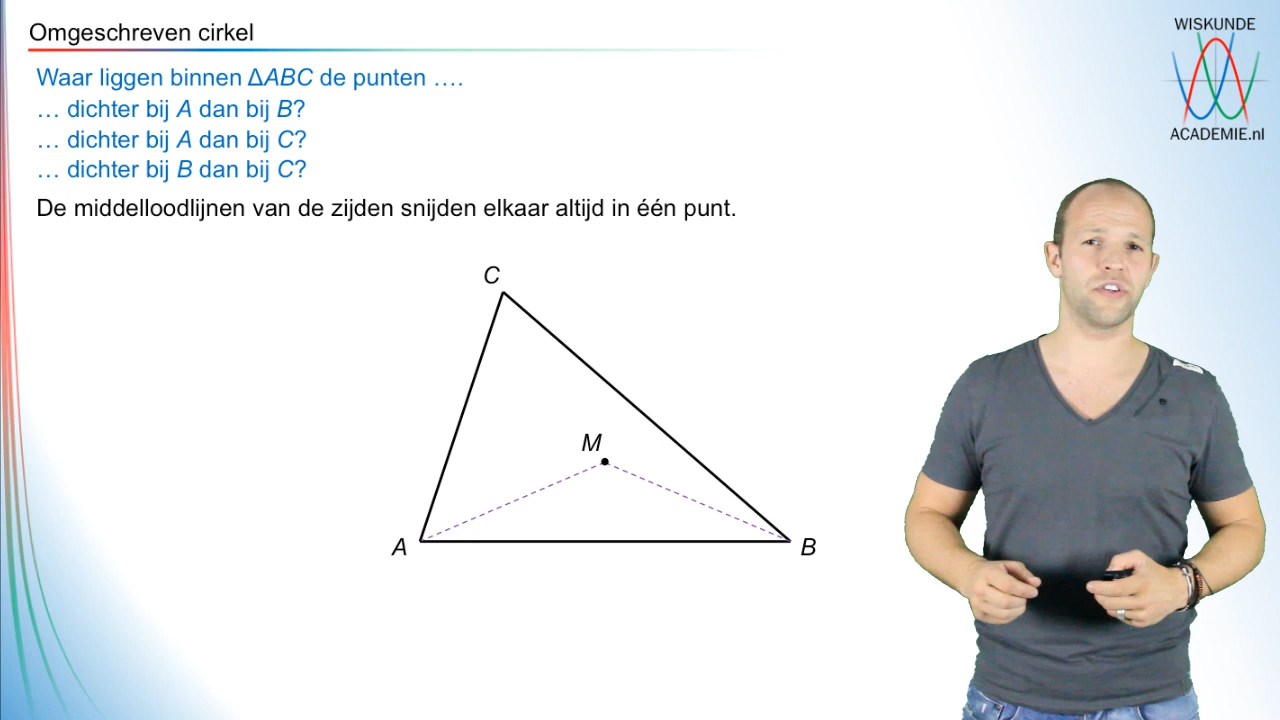 Omgeschreven cirkel
WISKUNDE
ACADEMIE.nl
Waar liggen binnen ΔABC de punten ….
… dichter bij A dan bij B?
… dichter bij A dan bij C?
… dichter bij B dan bij C?
De middelloodlijnen van de zijden snijden elkaar altijd in één punt.
C
M
A
B